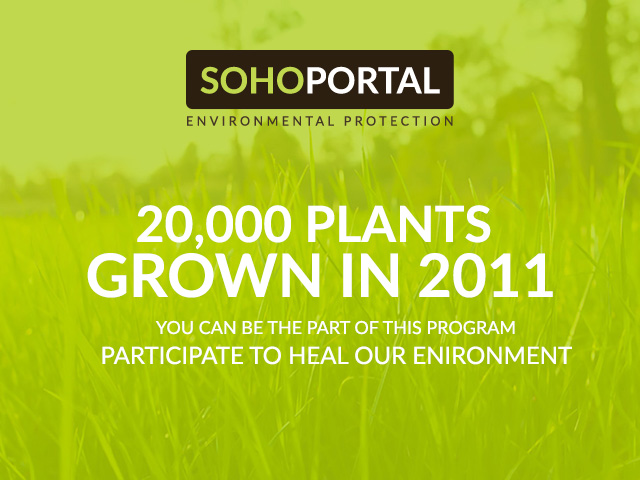 SOHOPORTAL
ENVIRONMENTAL PROTECTION
20,000 PLANTS
GROWN IN 2011
YOU CAN BE THE PART OF THIS PROGRAM
PARTICIPATE TO HEAL OUR ENIRONMENT